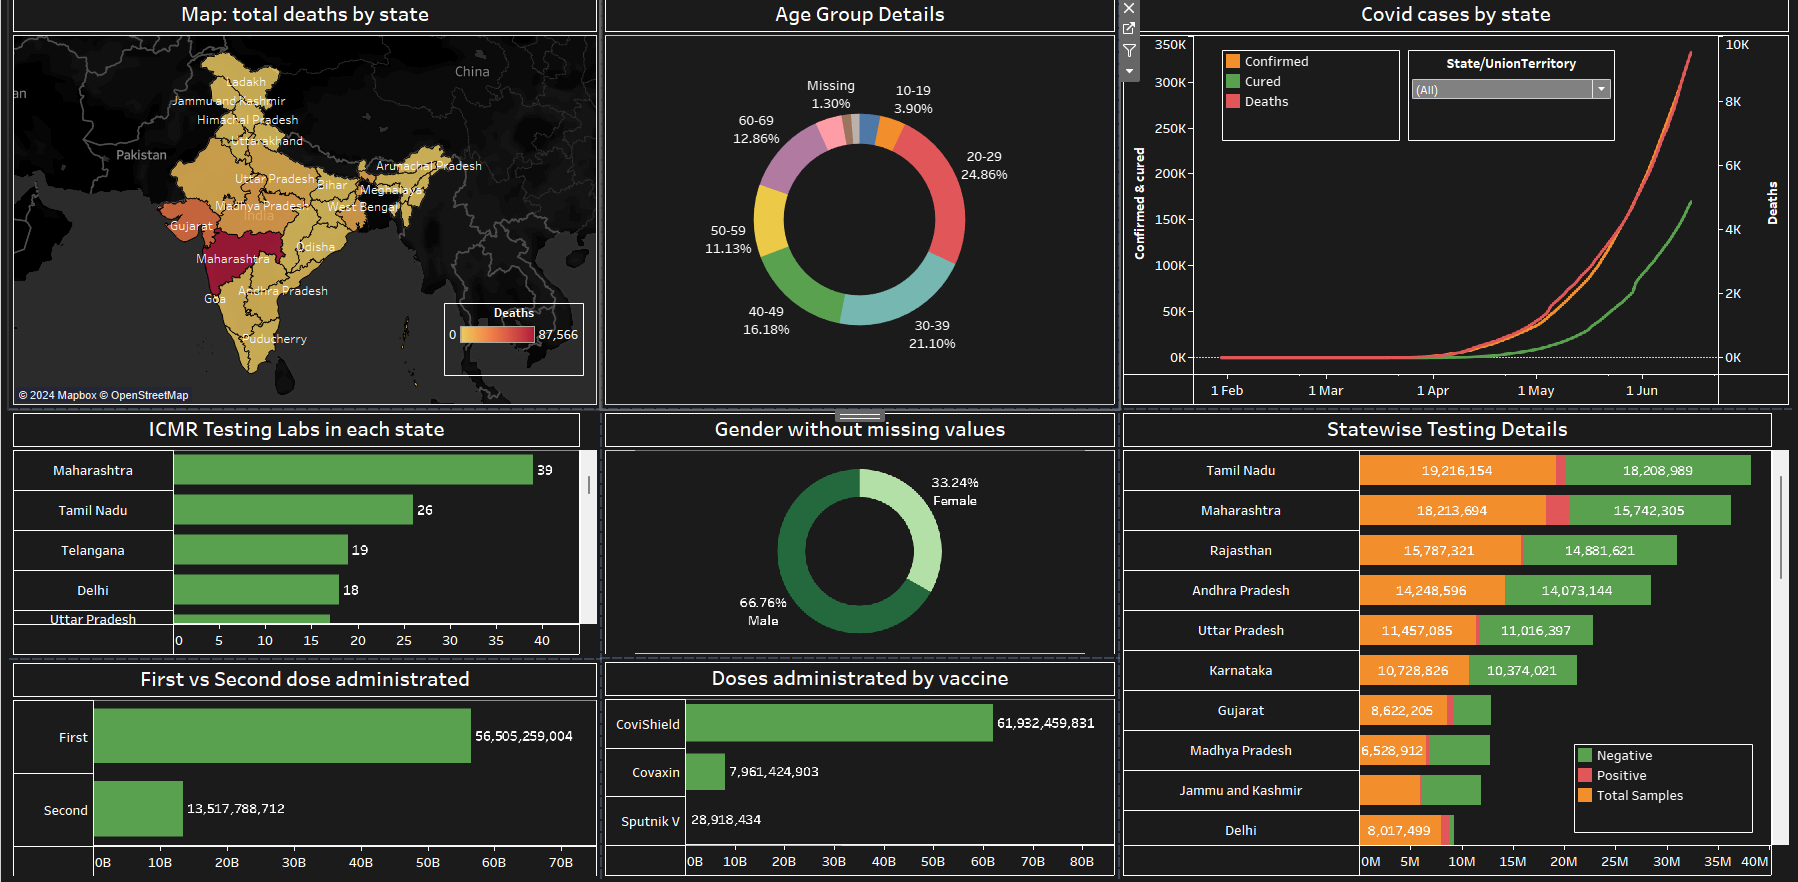 Map: total deaths by state
China
an
Ladakh
Jammu and Kashmir
Himachal Pradesh
Uttarakhand
Pakistan
Arunachal Pradesh
Uttar Pradesh
Bihar
Meghalaya
Madhya Pradesh
West Bengal
India
Gujarat
Odisha
Maharashtra
Andhra Pradesh
Goa
Puducherry
Deaths
0
87,566
© 2024 Mapbox © OpenStreetMap
Age Group Details
Missing
1.30%
10-19
3.90%
60-69
12.86%
20-29
24.86%
50-59
11.13%
40-49
16.18%
30-39
21.10%
Covid cases by state
Confirmed & cured
350K
300K
250K
200K
150K
100K
50K
0K
Confirmed
Cured
Deaths
State/UnionTerritory
(All)
10K
8K
6K
4K
2K
0K
Deaths
1 Feb
1 Mar
1 Apr
1 May
1 Jun
ICMR Testing Labs in each state
Maharashtra
39
Tamil Nadu
26
Telangana
19
Delhi
18
Uttar Pradesh
0 5 10 15 20 25 30 35 40
Gender without missing values
33.24%
Female
66.76%
Male
Statewise Testing Details
Tamil Nadu 19,216,154 18,208,989
Maharashtra 18,213,694 15,742,305
Rajasthan 15,787,321 14,881,621
Andhra Pradesh 14,248,596 14,073,144
Uttar Pradesh 11,457,085 11,016,397
Karnataka 10,728,826 10,374,021
Gujarat 8,622,205
Madhya Pradesh 6,528,912
Jammu and Kashmir
Delhi 8,017,499
Negative
Positive
Total Samples
0M 5M 10M 15M 20M 25M 30M 35M 40M
First vs Second dose administrated
First 56,505,259,004
Second 13,517,788,712
0B 10B 20B 30B 40B 50B 60B 70B
Doses administrated by vaccine
CoviShield 61,932,459,831
Covaxin 7,961,424,903
Sputnik V 28,918,434
0B 10B 20B 30B 40B 50B 60B 70B 80B